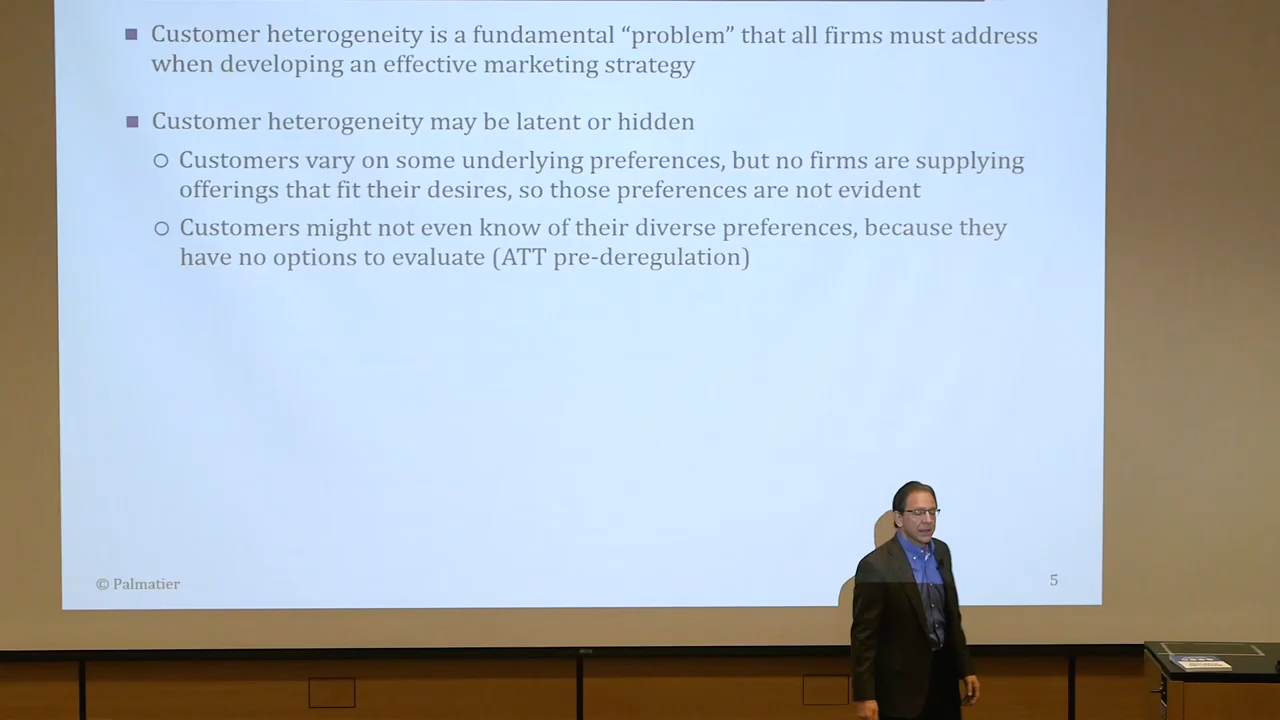 Customer heterogeneity is a fundamental “problem” that all firms must address
when developing an effective marketing strategy
Customer heterogeneity may be latent or hidden
Customers vary on some underlying preferences, but no firms are supplying
offerings that fit their desires, so those preferences are not evident
Customers might not even know of their diverse preferences, because they
have no options to evaluate (ATT pre-deregulation)
© Palmatier
5